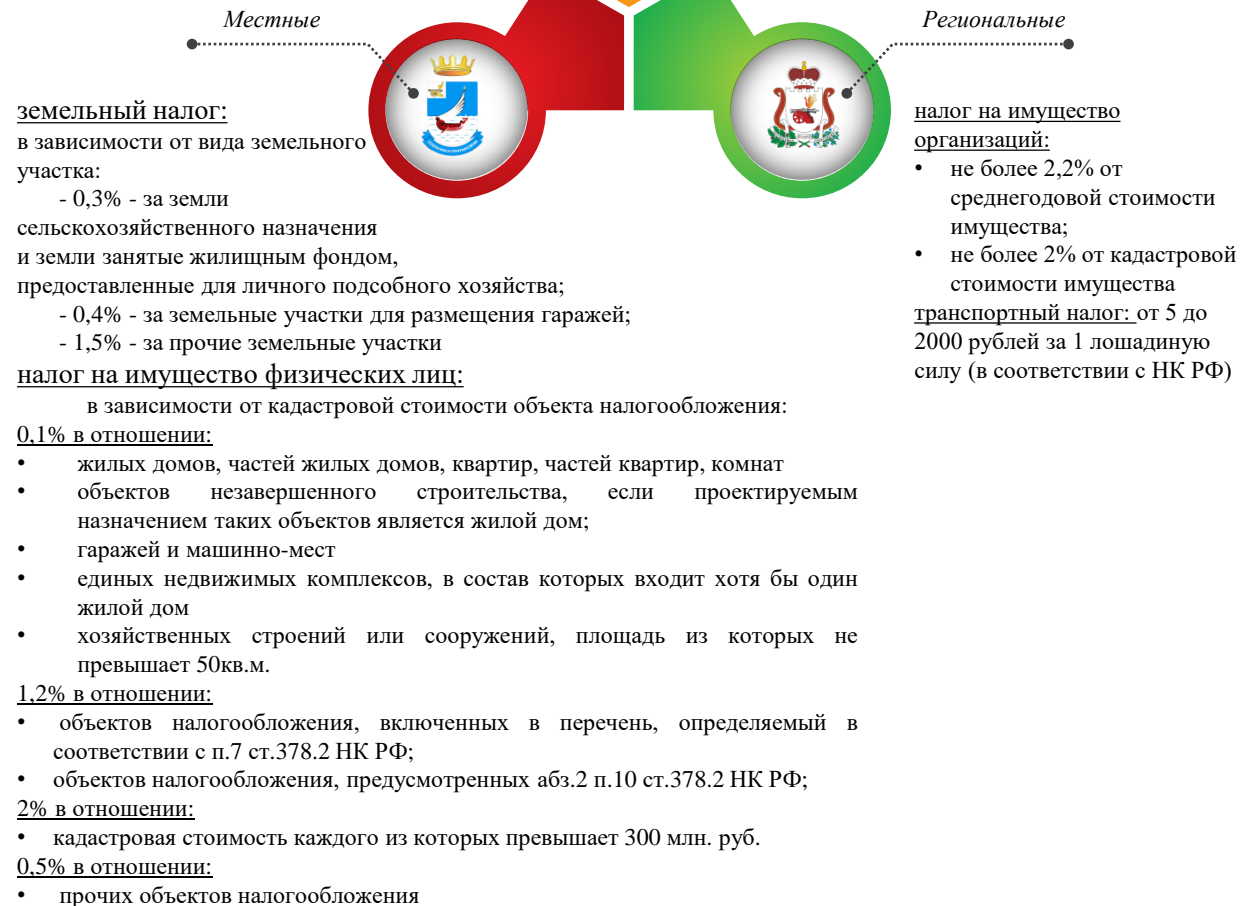 Местные
земельный налог:
в зависимости от вида земельного
участка:
- 0,3% - за земли
сельскохозяйственного назначения
и земли занятые жилищным фондом,
предоставленные для личного подсобного хозяйства;
- 0,4% - за земельные участки для размещения гаражей;
- 1,5% - за прочие земельные участки
налог на имущество физических лиц:
в зависимости от кадастровой стоимости объекта налогообложения:
0,1% в отношении:
• жилых домов, частей жилых домов, квартир, частей квартир, комнат
• объектов незавершенного строительства, если проектируемым
назначением таких объектов является жилой дом;
• гаражей и машинно-мест
• единых недвижимых комплексов, в состав которых входит хотя бы один
жилой дом
• хозяйственных строений или сооружений, площадь из которых не
превышает 50кв.м.
1,2% в отношении:
• объектов налогообложения, включенных в перечень, определяемый в
соответствии с п.7 ст.378.2 НК РФ;
• объектов налогообложения, предусмотренных абз.2 п.10 ст.378.2 НК РФ;
2% в отношении:
• кадастровая стоимость каждого из которых превышает 300 млн. руб.
0,5% в отношении:
• прочих объектов налогообложения
Региональные
налог на имущество
организаций:
• не более 2,2% от
среднегодовой стоимости
имущества;
• не более 2% от кадастровой
стоимости имущества
транспортный налог: от 5 до
2000 рублей за 1 лошадиную
силу (в соответствии с НК РФ)